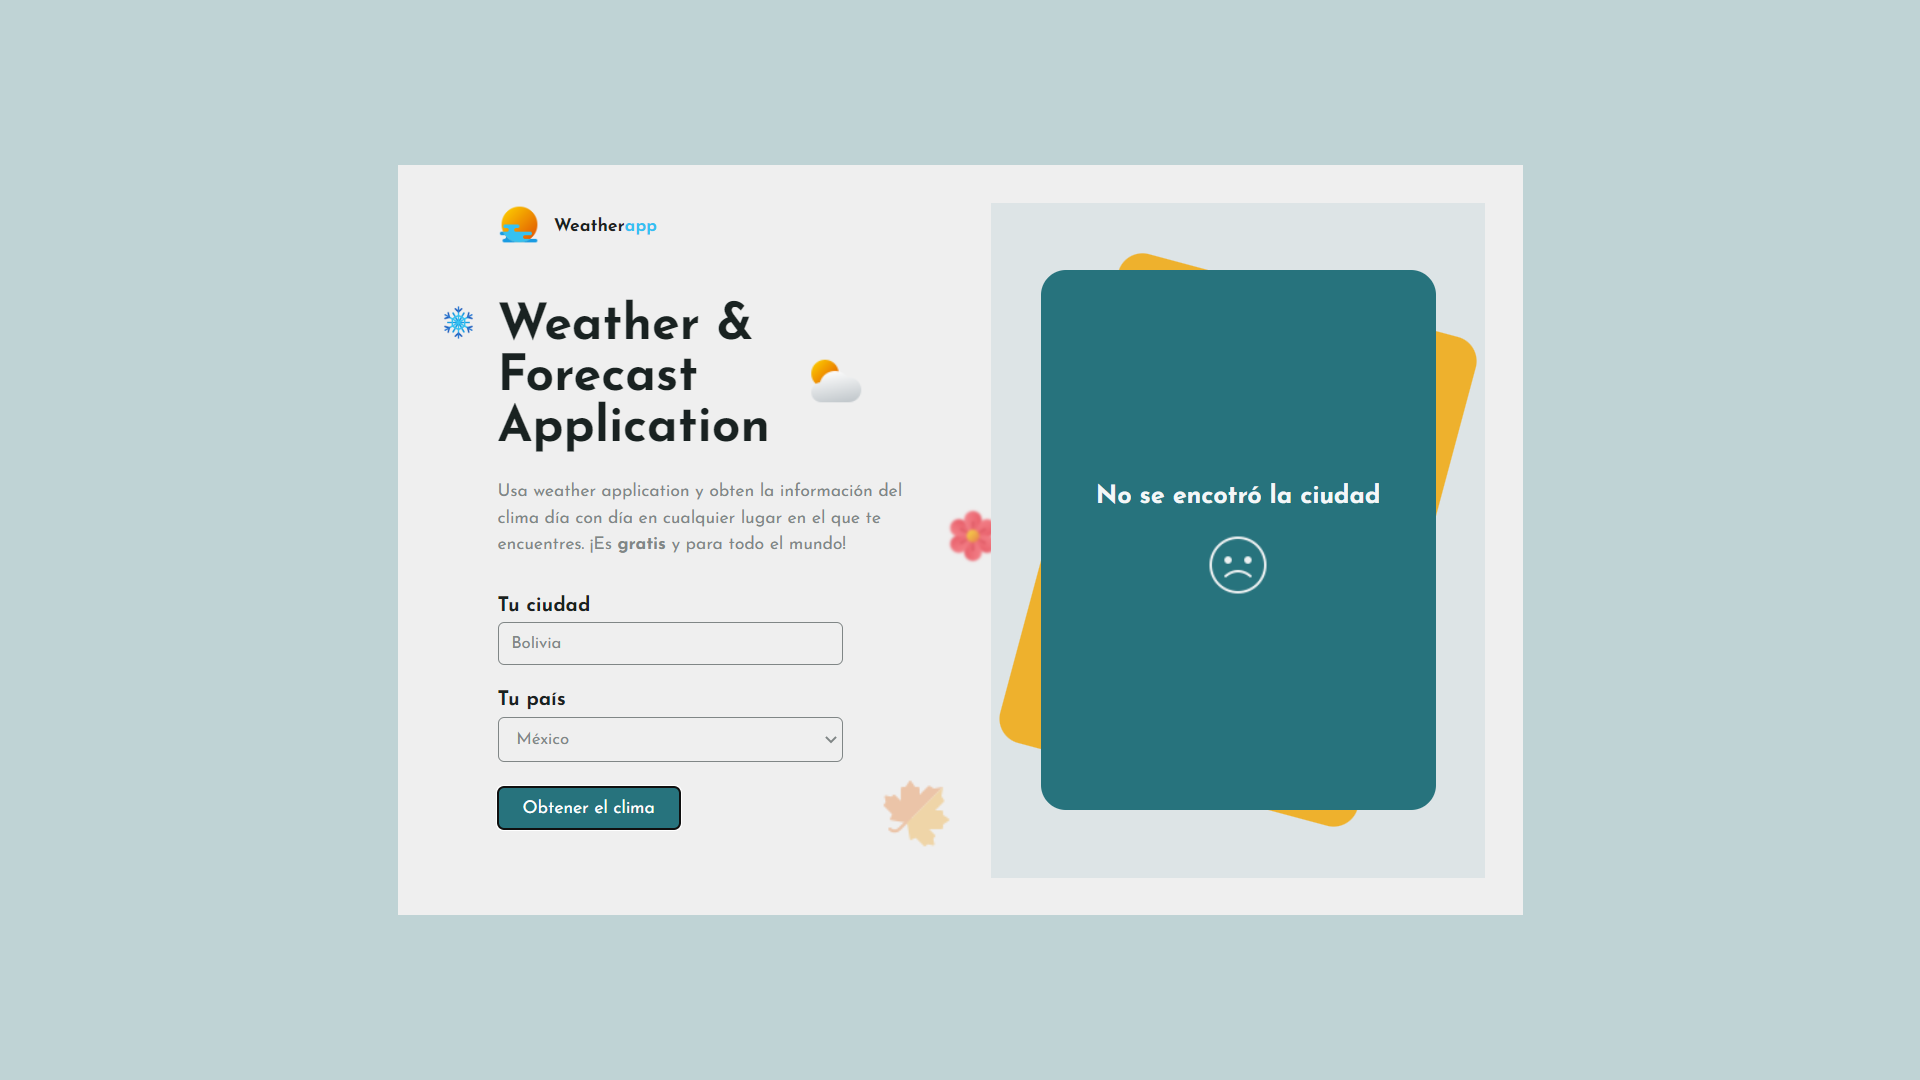 Weatherapp
Weather &
Forecast
Application
Usa weather application y obten la información del
clima día con día en cualquier lugar en el que te
encuentres. ¡Es gratis y para todo el mundo!
Tu ciudad
Bolivia
Tu país
México
Obtener el clima
No se encotró la ciudad